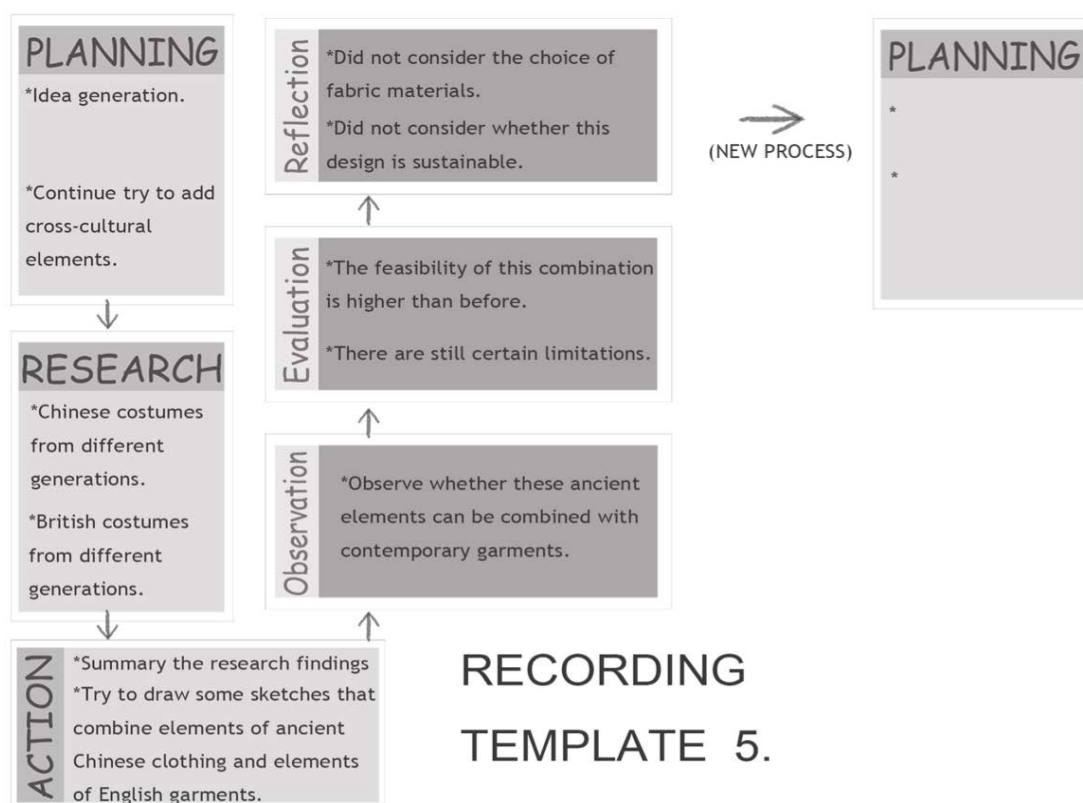 PLANNING
*Idea generation.
*Continue try to add
cross-cultural
elements.
RESEARCH
*Chinese costumes
from different
generations.
*British costumes
from different
generations.
ACTION
*Summary the research findings
*Try to draw some sketches that
combine elements of ancient
Chinese clothing and elements
of English garments.
Observation
*Observe whether these ancient
elements can be combined with
contemporary garments.
Evaluation
*The feasibility of this combination
is higher than before.
*There are still certain limitations.
Reflection
*Did not consider the choice of
fabric materials.
*Did not consider whether this
design is sustainable.
(NEW PROCESS)
PLANNING
*
*
RECORDING
TEMPLATE 5.